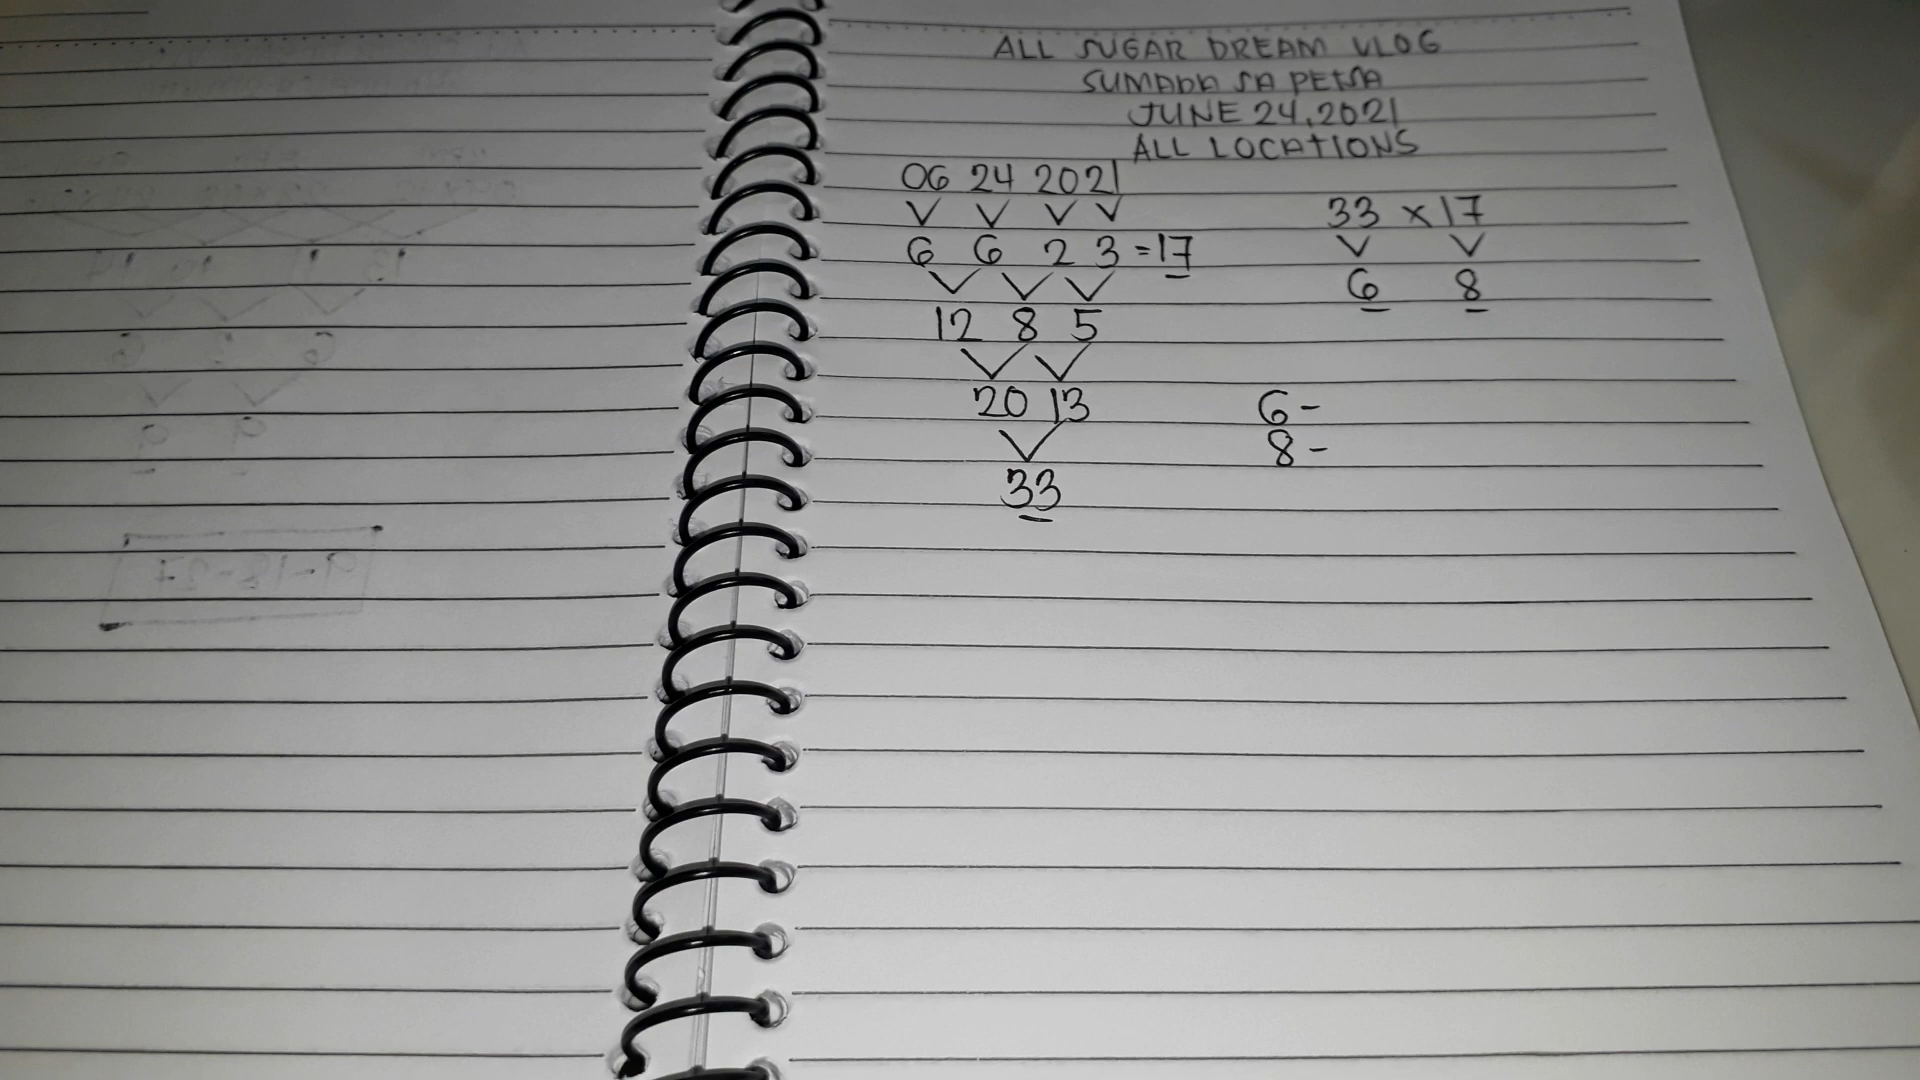 ALL SUGAR DREAM VLOG
SUMADA SA PETSA
JUNE 24, 2021
ALL LOCATIONS
06 24 2021
6 6 2 3 = 17
12 8 5
20 13
33
33 x 17
6 8
6 -
8 -